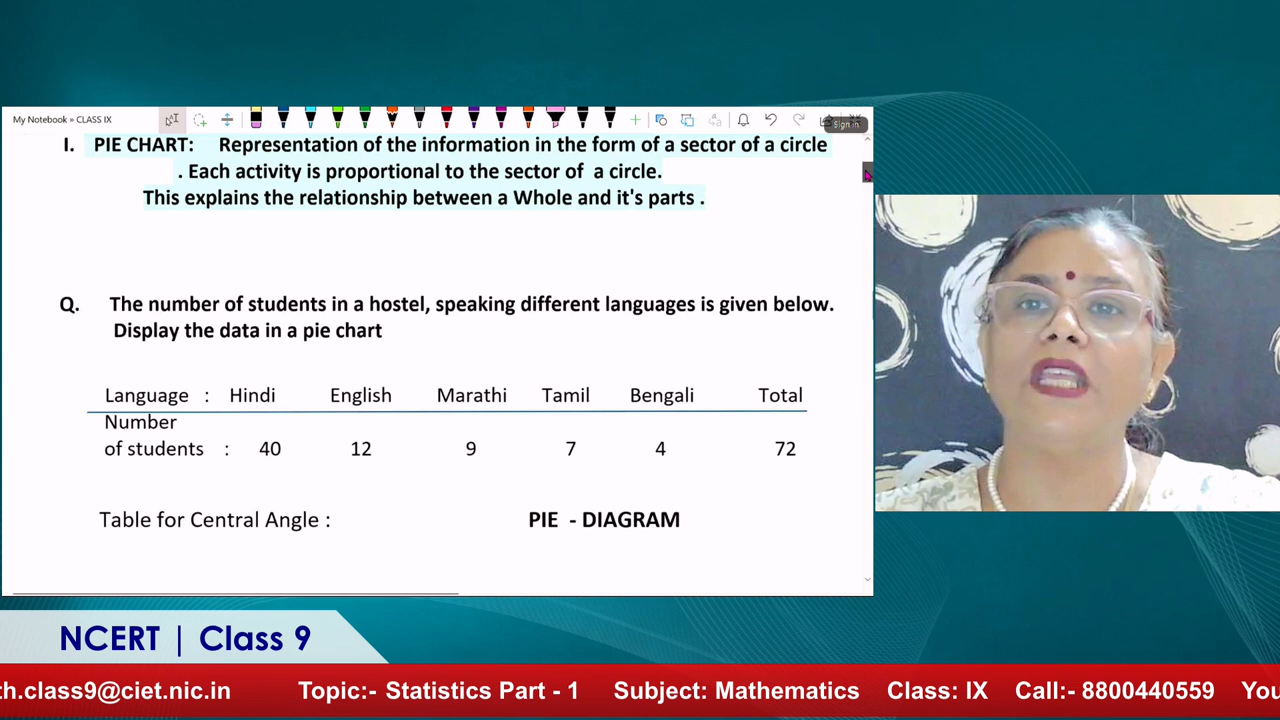 My Notebook » CLASS IX
Sign in
I. PIE CHART: Representation of the information in the form of a sector of a circle
. Each activity is proportional to the sector of a circle.
This explains the relationship between a Whole and it's parts .
Q. The number of students in a hostel, speaking different languages is given below.
Display the data in a pie chart
Language : Hindi English Marathi Tamil Bengali Total
Number
of students : 40 12 9 7 4 72
Table for Central Angle : PIE - DIAGRAM
NCERT | Class 9
th.class9@ciet.nic.in Topic:- Statistics Part - 1 Subject: Mathematics Class: IX Call:- 8800440559 You